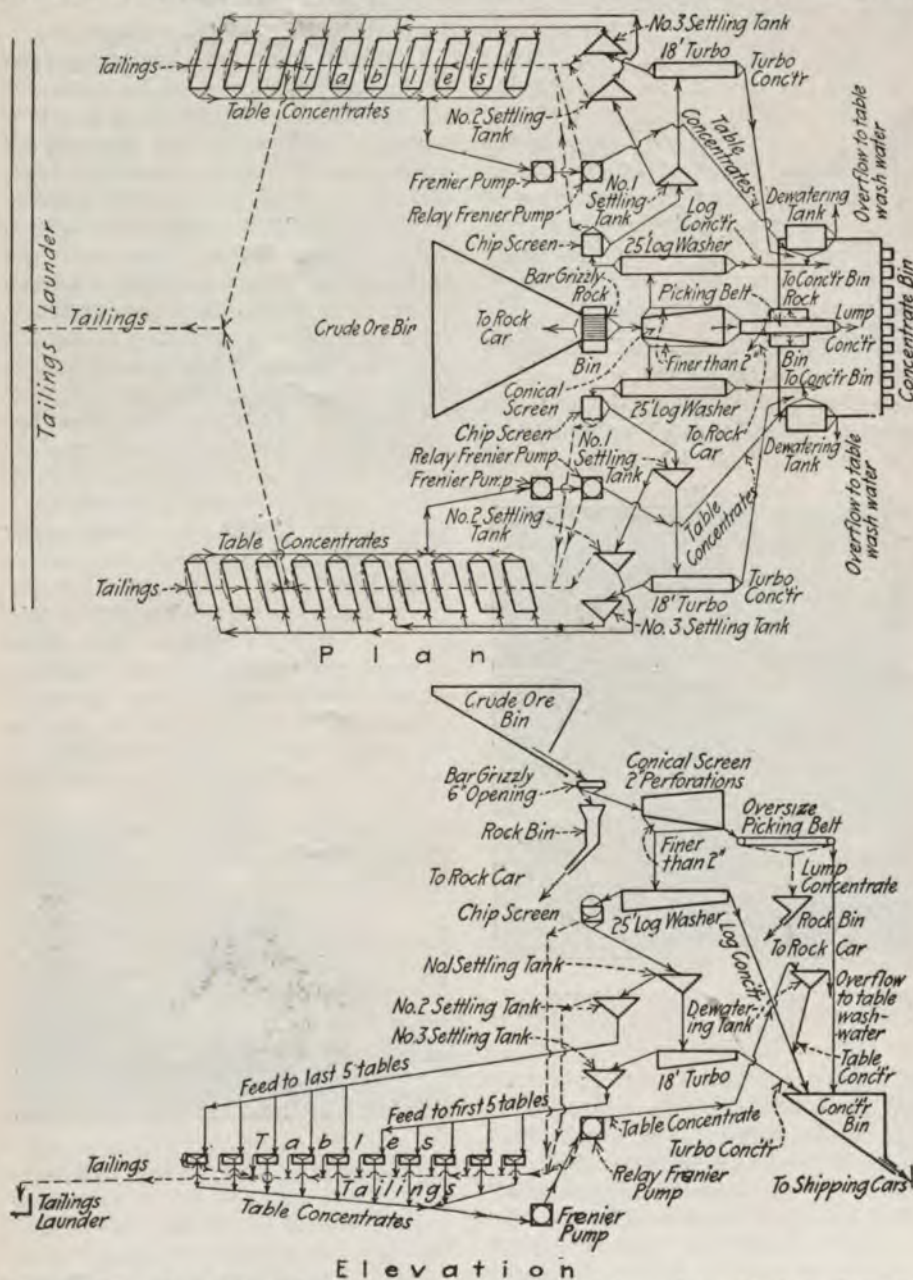 No.3 Settling Tank
18' Turbo
Turbo
Conc'tr
Tailings
T a b l e s
Table Concentrates
No.2 Settling
Tank
Table
Concentrates
Overflow to table
wash water
Frenier Pump
Relay Frenier Pump
No.1
Settling
Tank
Log
Conc'tr
Dewatering
Tank
Chip Screen
25' Log Washer
Bar Grizzly
Rock
Picking Belt
To Conc'tr Bin
Rock
Concentrate Bin
Tailings Launder
Tailings
Crude Ore Bin
To Rock
Car
Lump
Conc'tr
Bin
Finer than 2"
Bin
To Conc'tr Bin
Conical
Screen
25' Log Washer
Chip Screen
To Rock
Car
Dewatering
Tank
No.1
Settling
Tank
Relay Frenier Pump
Frenier Pump
No.2 Settling
Tank
Table
Concentrates
Overflow to table
wash water
Table Concentrates
Tailings
Turbo
Conc'tr
18' Turbo
No.3 Settling Tank
P l a n
Crude Ore
Bin
Conical Screen
2" Perforations
Bar Grizzly
6" Opening
Oversize
Picking Belt
Rock Bin
Finer
than 2"
Lump
Concentrate
To Rock Car
Chip Screen
25' Log Washer
Rock Bin
To Rock Car
Log Conc'tr
No.1 Settling Tank
Overflow
to table
wash-
water
No.2 Settling Tank
Dewater-
ing Tank
No.3 Settling Tank
Table
Conc'tr
18' Turbo
Feed to last 5 tables
Feed to first 5 tables
Conc'tr
Bin
Table Concentrate
T a b l e s
Turbo Conc'tr
Tailings
Tailings
Relay Frenier
Pump
To Shipping Cars
Tailings
Launder
Table Concentrates
Frenier
Pump
E l e v a t i o n